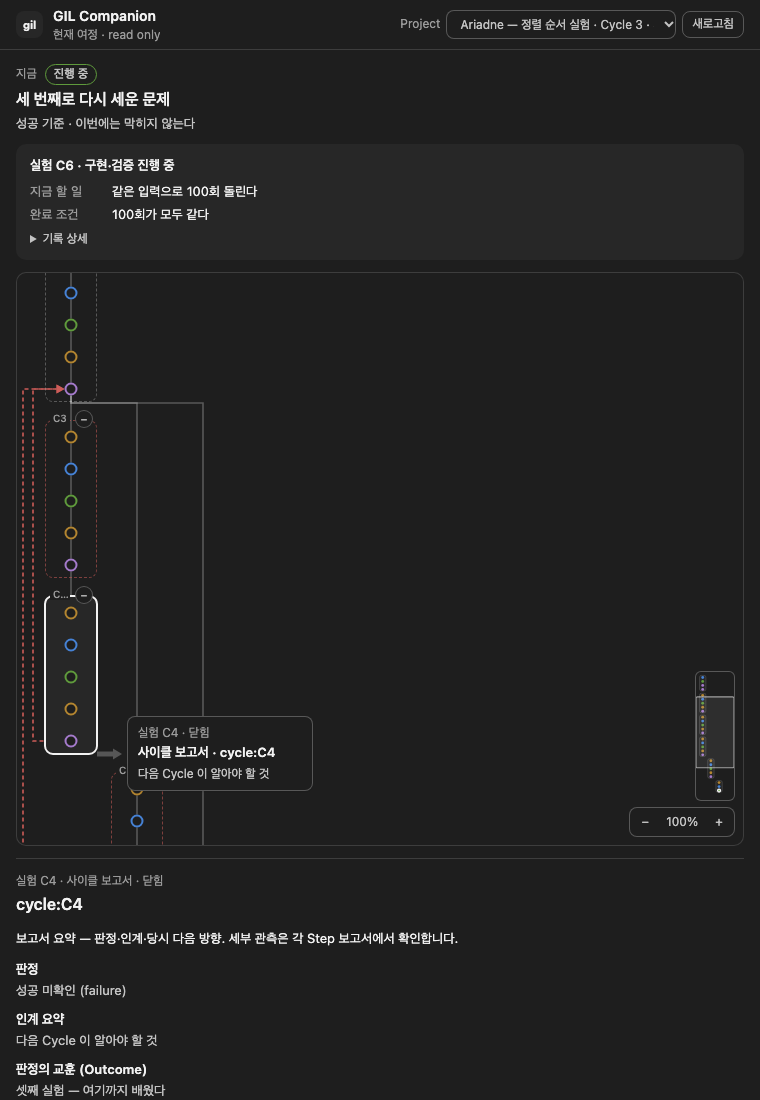 gil
GIL Companion
현재 여정 · read only
Project
Ariadne — 정렬 순서 실험 · Cycle 3 ·
새로고침
지금
진행 중
세 번째로 다시 세운 문제
성공 기준 · 이번에는 막히지 않는다
실험 C6 · 구현·검증 진행 중
지금 할 일 같은 입력으로 100회 돌린다
완료 조건 100회가 모두 같다
▶ 기록 상세
C3 −
C... −
실험 C4 · 닫힘
사이클 보고서 · cycle:C4
다음 Cycle 이 알아야 할 것
C
− 100% +
실험 C4 · 사이클 보고서 · 닫힘
cycle:C4
보고서 요약 — 판정·인계·당시 다음 방향. 세부 관측은 각 Step 보고서에서 확인합니다.
판정
성공 미확인 (failure)
인계 요약
다음 Cycle 이 알아야 할 것
판정의 교훈 (Outcome)
셋째 실험 — 여기까지 배웠다